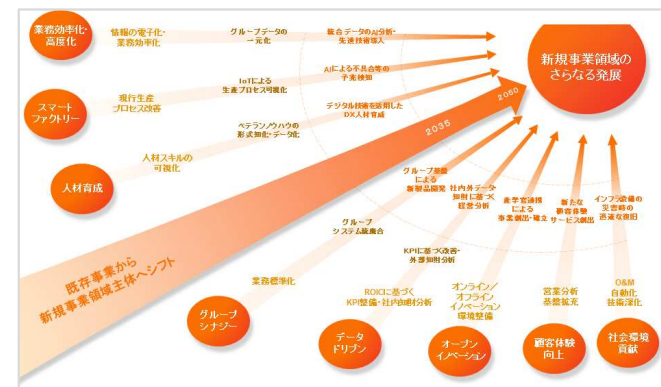 業務効率化・
高度化
情報の電子化・
業務効率化
グループデータの
一元化
統合データのAI分析・
先進技術導入
新規事業領域の
さらなる発展
スマート
ファクトリー
現行生産
プロセス改善
IoTによる
生産プロセス可視化
AIによる不具合等の
予兆検知
人材育成
人材スキルの
可視化
ベテランノウハウの
形式知化・データ化
デジタル技術を活用した
DX人材育成
2035
2050
既存事業から
新規事業領域主体へシフト
グループ
シナジー
業務標準化
グループ
システム統廃合
グループ基盤
による
新製品開発
データ
ドリブン
ROICに基づく
KPI整備・社内知財分析
KPIに基づく改善・
外部知財分析
社内外データ・
知財に基づく
経営分析
オープン
イノベーション
オンライン/
オフライン
イノベーション
環境整備
産学官連携
による
事業創出・確立
顧客体験
向上
営業分析
基盤拡充
新たな
顧客体験
サービス創出
社会環境
貢献
O&M
自動化
技術深化
インフラ設備の
災害時の
迅速な復旧